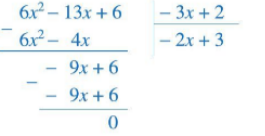 6x² – 13x + 6 | – 3x + 2
– 6x² – 4x | – 2x + 3
– – 9x + 6
– 9x + 6
0